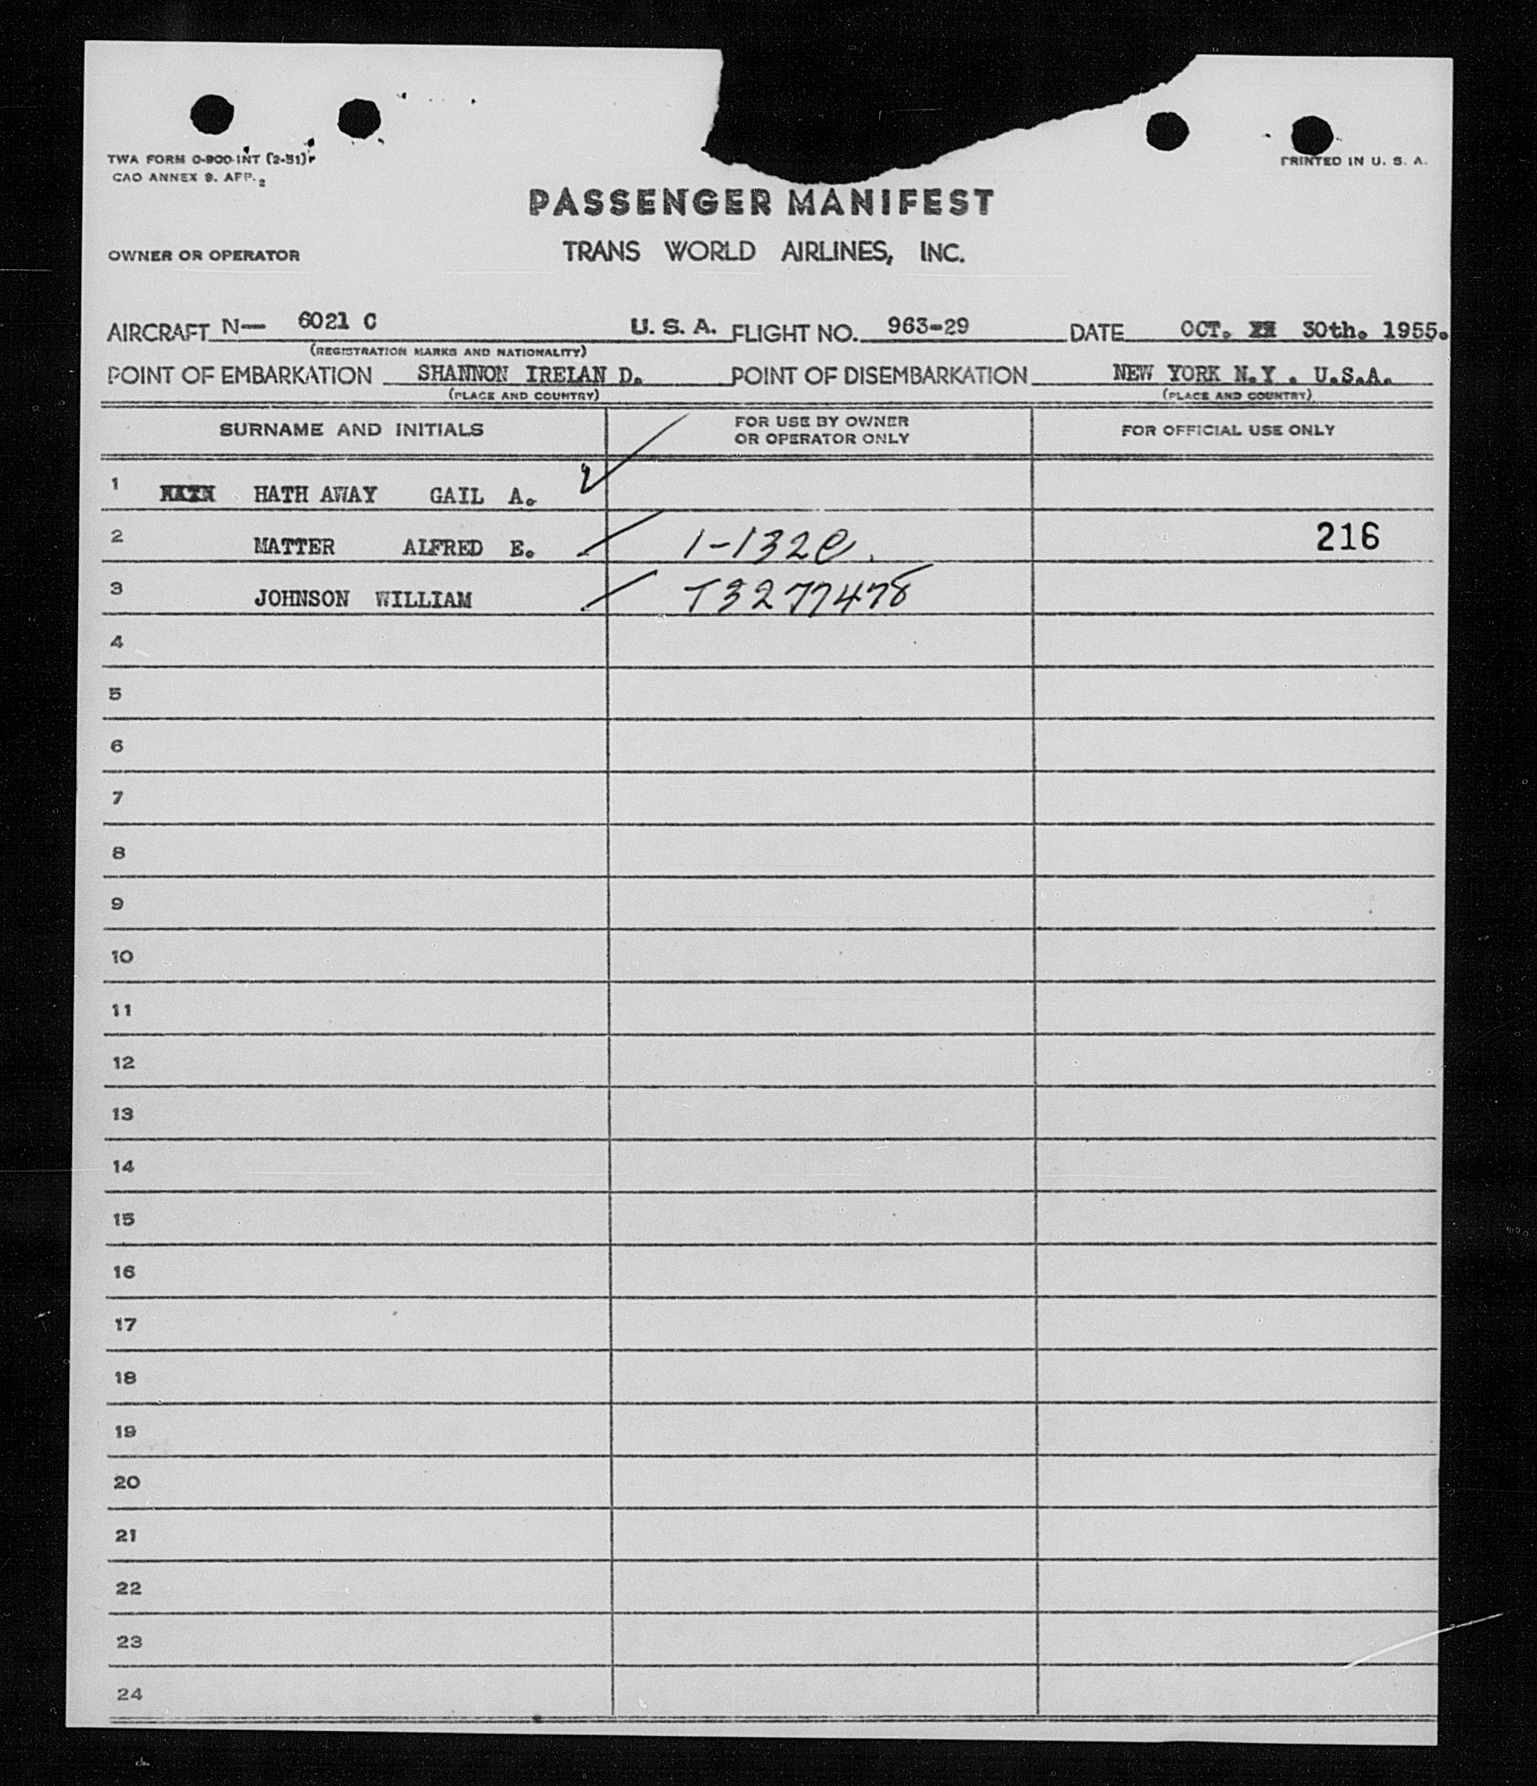 TWA FORM O-900-INT (2-51)
PRINTED IN U. S. A.
CAO ANNEX 9. APP. 2
PASSENGER MANIFEST
OWNER OR OPERATOR
TRANS WORLD AIRLINES, INC.
AIRCRAFT N— 6021 C U. S. A. FLIGHT NO. 963-29 DATE OCT. 30th. 1955.
(REGISTRATION MARKS AND NATIONALITY)
POINT OF EMBARKATION SHANNON IRELAN D. POINT OF DISEMBARKATION NEW YORK N.Y . U.S.A.
(PLACE AND COUNTRY) (PLACE AND COUNTRY)
SURNAME AND INITIALS FOR USE BY OWNER OR OPERATOR ONLY FOR OFFICIAL USE ONLY
1 HATH AWAY GAIL A.
2 MATTER ALFRED E. 1-132C. 216
3 JOHNSON WILLIAM T3277478
4
5
6
7
8
9
10
11
12
13
14
15
16
17
18
19
20
21
22
23
24